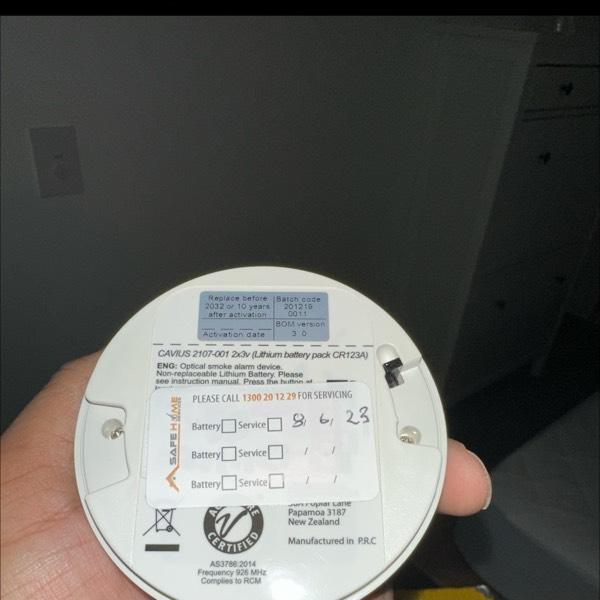 Replace before
2032 or 10 years
after activation
Activation date
Batch code
201219
0011
BOM version
3 0
CAVIUS 2107-001 2x3v (Lithium battery pack CR123A)
ENG: Optical smoke alarm device.
Non-replaceable Lithium Battery. Please
see instruction manual. Press the button at
SAFE HOME
PLEASE CALL 1300 20 12 29 FOR SERVICING
Battery Service 8, 6, 23
Battery Service / /
Battery Service / /
Poplar Lane
Papamoa 3187
New Zealand
CERTIFIED
Manufactured in P.R.C
AS3786:2014
Frequency 926 MHz
Complies to RCM